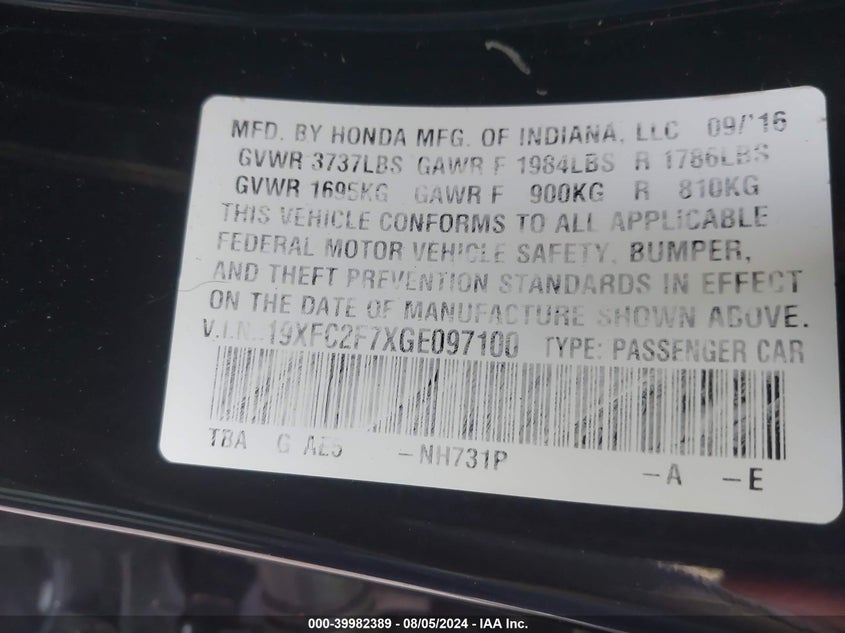 MFD. BY HONDA MFG. OF INDIANA, LLC 09/'16
GVWR 3737LBS GAWR F 1984LBS R 1786LBS
GVWR 1695KG GAWR F 900KG R 810KG
THIS VEHICLE CONFORMS TO ALL APPLICABLE
FEDERAL MOTOR VEHICLE SAFETY, BUMPER,
AND THEFT PREVENTION STANDARDS IN EFFECT
ON THE DATE OF MANUFACTURE SHOWN ABOVE.
V.I.N.:19XFC2F7XGE097100 TYPE: PASSENGER CAR
TBA G AE5 -NH731P -A -E
000-39982389 - 08/05/2024 - IAA Inc.